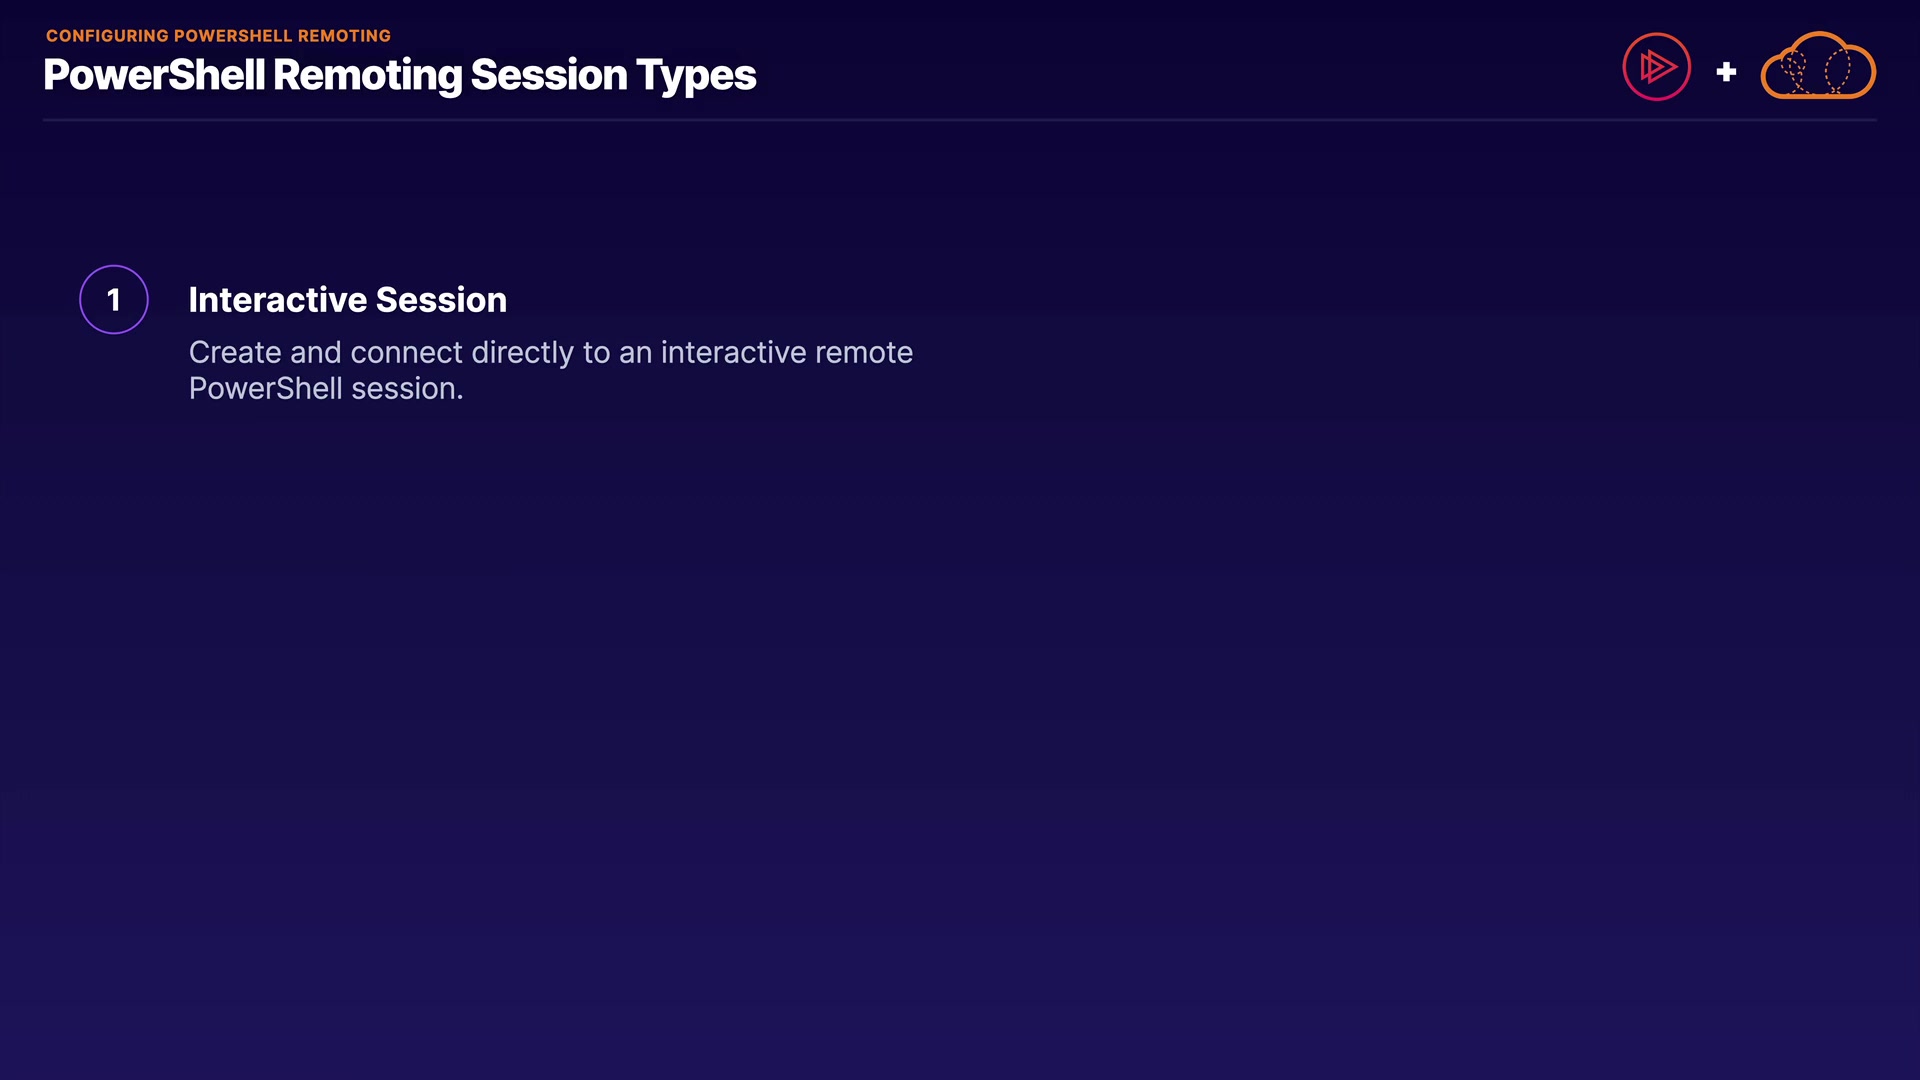 CONFIGURING POWERSHELL REMOTING
PowerShell Remoting Session Types
+
1
Interactive Session
Create and connect directly to an interactive remote
PowerShell session.